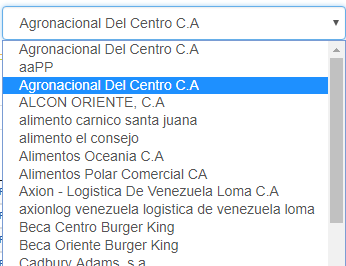 Agronacional Del Centro C.A
Agronacional Del Centro C.A
aaPP
Agronacional Del Centro C.A
ALCON ORIENTE, C.A
alimento carnico santa juana
alimento el consejo
Alimentos Oceania C.A
Alimentos Polar Comercial CA
Axion - Logistica De Venezuela Loma C.A
axionlog venezuela logistica de venezuela loma
Beca Centro Burger King
Beca Oriente Burger King
Cadbury Adams, s.a